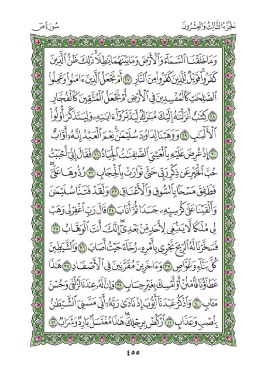 الجزء الثالث والعشرون سورة ص
وَمَا خَلَقْنَا ٱلسَّمَآءَ وَٱلْأَرْضَ وَمَا بَيْنَهُمَا بَٰطِلًا ذَٰلِكَ ظَنُّ ٱلَّذِينَ
كَفَرُوا۟ فَوَيْلٌ لِّلَّذِينَ كَفَرُوا۟ مِنَ ٱلنَّارِ ٢٧ أَمْ نَجْعَلُ ٱلَّذِينَ ءَامَنُوا۟ وَعَمِلُوا۟
ٱلصَّٰلِحَٰتِ كَٱلْمُفْسِدِينَ فِى ٱلْأَرْضِ أَمْ نَجْعَلُ ٱلْمُتَّقِينَ كَٱلْفُجَّارِ
٢٨ كِتَٰبٌ أَنزَلْنَٰهُ إِلَيْكَ مُبَٰرَكٌ لِّيَدَّبَّرُوٓا۟ ءَايَٰتِهِۦ وَلِيَتَذَكَّرَ أُو۟لُوا۟
ٱلْأَلْبَٰبِ ٢٩ وَوَهَبْنَا لِدَاوُۥدَ سُلَيْمَٰنَ نِعْمَ ٱلْعَبْدُ إِنَّهُۥٓ أَوَّابٌ
٣٠ إِذْ عُرِضَ عَلَيْهِ بِٱلْعَشِىِّ ٱلصَّٰفِنَٰتُ ٱلْجِيَادُ ٣١ فَقَالَ إِنِّىٓ أَحْبَبْتُ
حُبَّ ٱلْخَيْرِ عَن ذِكْرِ رَبِّى حَتَّىٰ تَوَارَتْ بِٱلْحِجَابِ ٣٢ رُدُّوهَا عَلَىَّ
فَطَفِقَ مَسْحًۢا بِٱلسُّوقِ وَٱلْأَعْنَاقِ ٣٣ وَلَقَدْ فَتَنَّا سُلَيْمَٰنَ
وَأَلْقَيْنَا عَلَىٰ كُرْسِيِّهِۦ جَسَدًا ثُمَّ أَنَابَ ٣٤ قَالَ رَبِّ ٱغْفِرْ لِى وَهَبْ
لِى مُلْكًا لَّا يَنۢبَغِى لِأَحَدٍ مِّنۢ بَعْدِىٓ إِنَّكَ أَنتَ ٱلْوَهَّابُ ٣٥
فَسَخَّرْنَا لَهُ ٱلرِّيحَ تَجْرِى بِأَمْرِهِۦ رُخَآءً حَيْثُ أَصَابَ ٣٦ وَٱلشَّيَٰطِينَ
كُلَّ بَنَّآءٍ وَغَوَّاصٍ ٣٧ وَءَاخَرِينَ مُقَرَّنِينَ فِى ٱلْأَصْفَادِ ٣٨ هَٰذَا
عَطَآؤُنَا فَٱمْنُنْ أَوْ أَمْسِكْ بِغَيْرِ حِسَابٍ ٣٩ وَإِنَّ لَهُۥ عِندَنَا لَزُلْفَىٰ وَحُسْنَ
مَـَٔابٍ ٤٠ وَٱذْكُرْ عَبْدَنَآ أَيُّوبَ إِذْ نَادَىٰ رَبَّهُۥٓ أَنِّى مَسَّنِىَ ٱلشَّيْطَٰنُ
بِنُصْبٍ وَعَذَابٍ ٤١ ٱرْكُضْ بِرِجْلِكَ هَٰذَا مُغْتَسَلٌۢ بَارِدٌ وَشَرَابٌ ٤٢
٤٥٥